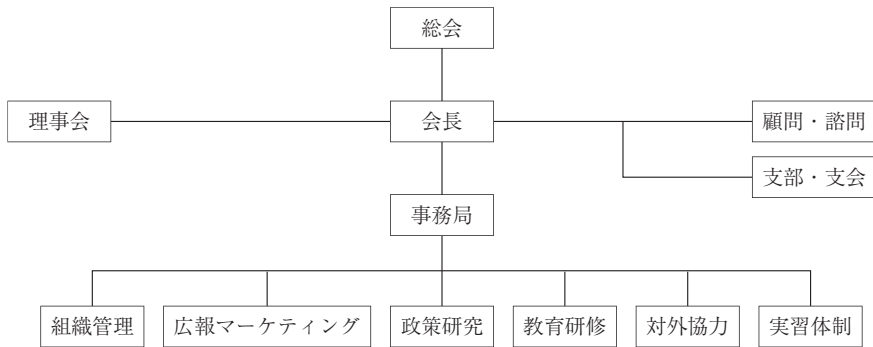 総会
理事会
会長
顧問・諮問
支部・支会
事務局
組織管理
広報マーケティング
政策研究
教育研修
対外協力
実習体制